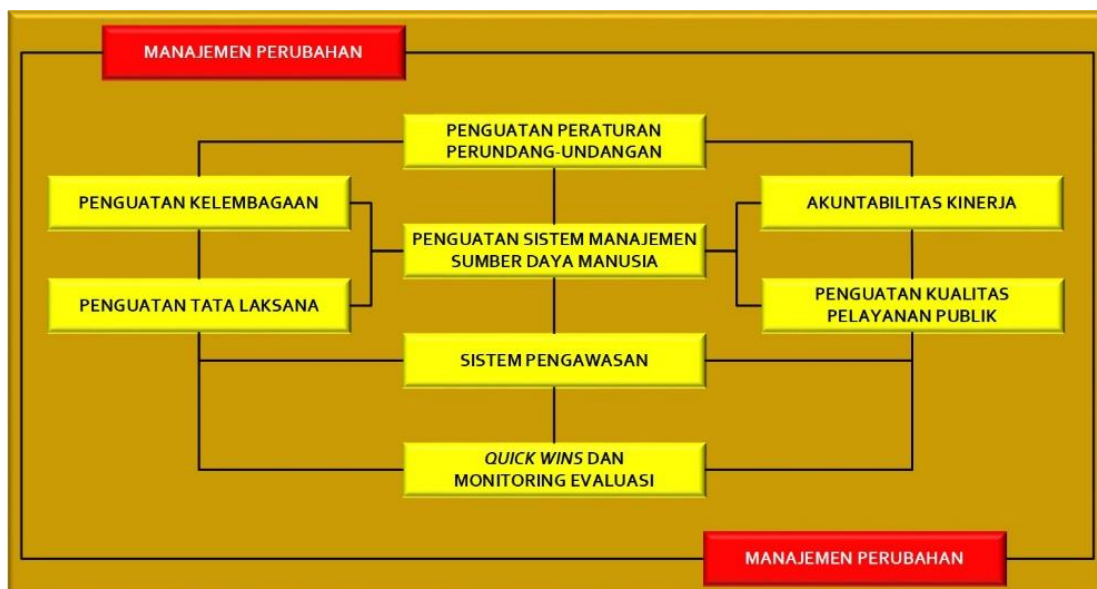 MANAJEMEN PERUBAHAN
PENGUATAN PERATURAN
PERUNDANG-UNDANGAN
PENGUATAN KELEMBAGAAN
AKUNTABILITAS KINERJA
PENGUATAN SISTEM MANAJEMEN
SUMBER DAYA MANUSIA
PENGUATAN TATA LAKSANA
PENGUATAN KUALITAS
PELAYANAN PUBLIK
SISTEM PENGAWASAN
QUICK WINS DAN
MONITORING EVALUASI
MANAJEMEN PERUBAHAN